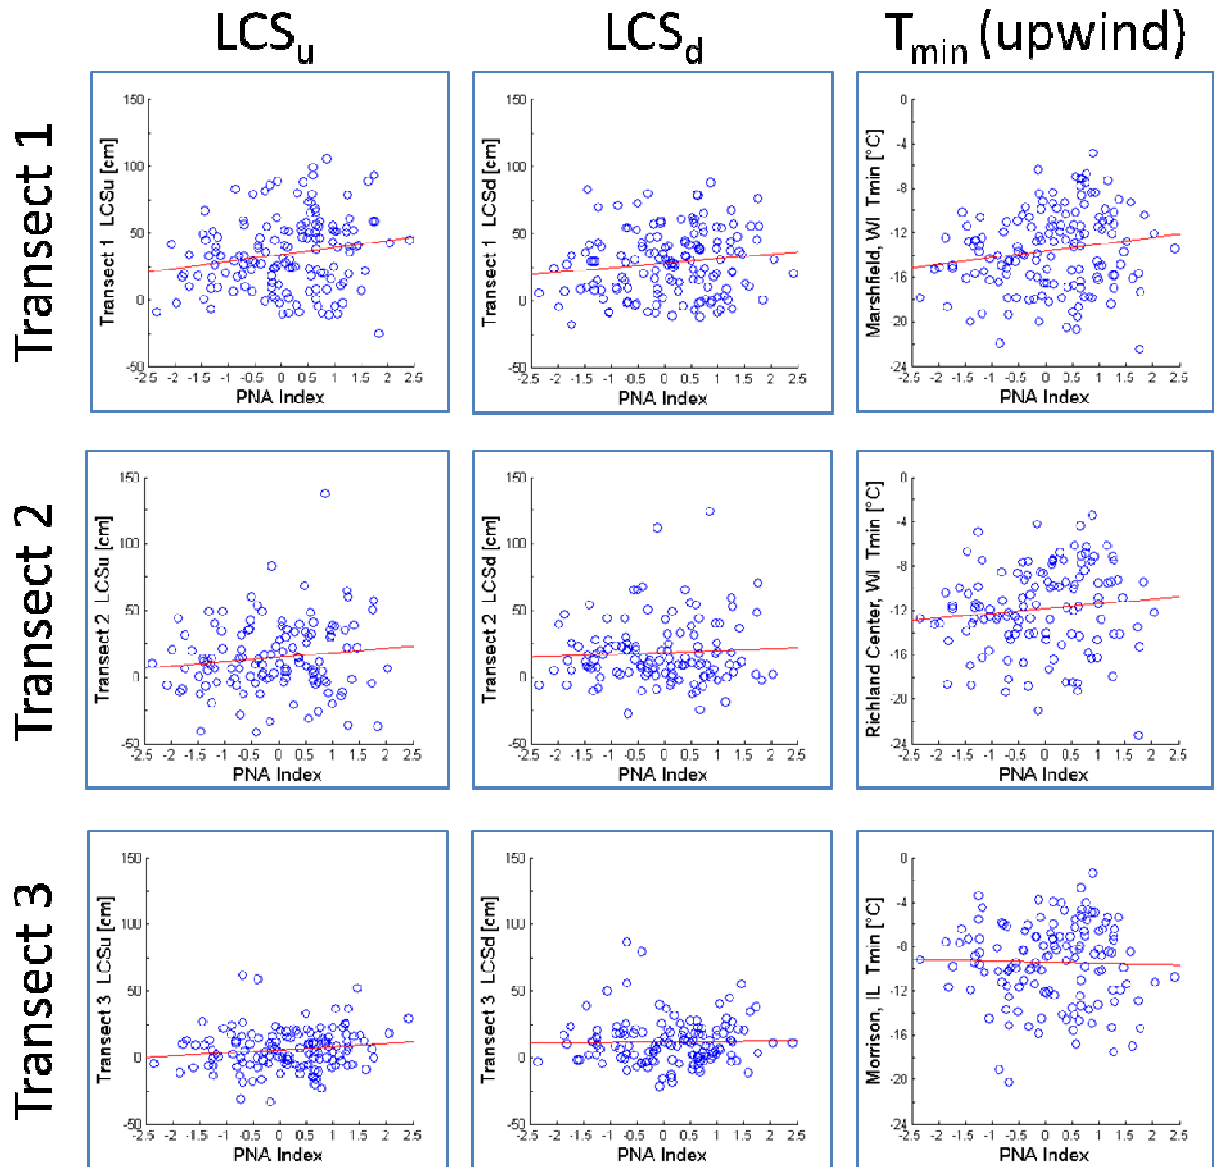 LCSu LCSd Tmin (upwind)
Transect 1
Transect 1 LCSu [cm]
150
100
50
0
-50
-2.5 -2 -1.5 -1 -0.5 0 0.5 1 1.5 2 2.5
PNA Index
Transect 1 LCSd [cm]
150
100
50
0
-50
-2.5 -2 -1.5 -1 -0.5 0 0.5 1 1.5 2 2.5
PNA Index
Marshfield, WI Tmin [°C]
0
-4
-8
-12
-16
-20
-24
-2.5 -2 -1.5 -1 -0.5 0 0.5 1 1.5 2 2.5
PNA Index
Transect 2
Transect 2 LCSu [cm]
150
100
50
0
-50
-2.5 -2 -1.5 -1 -0.5 0 0.5 1 1.5 2 2.5
PNA Index
Transect 2 LCSd [cm]
150
100
50
0
-50
-2.5 -2 -1.5 -1 -0.5 0 0.5 1 1.5 2 2.5
PNA Index
Richland Center, WI Tmin [°C]
0
-4
-8
-12
-16
-20
-24
-2.5 -2 -1.5 -1 -0.5 0 0.5 1 1.5 2 2.5
PNA Index
Transect 3
Transect 3 LCSu [cm]
150
100
50
0
-50
-2.5 -2 -1.5 -1 -0.5 0 0.5 1 1.5 2 2.5
PNA Index
Transect 3 LCSd [cm]
150
100
50
0
-50
-2.5 -2 -1.5 -1 -0.5 0 0.5 1 1.5 2 2.5
PNA Index
Morrison, IL Tmin [°C]
0
-4
-8
-12
-16
-20
-24
-2.5 -2 -1.5 -1 -0.5 0 0.5 1 1.5 2 2.5
PNA Index